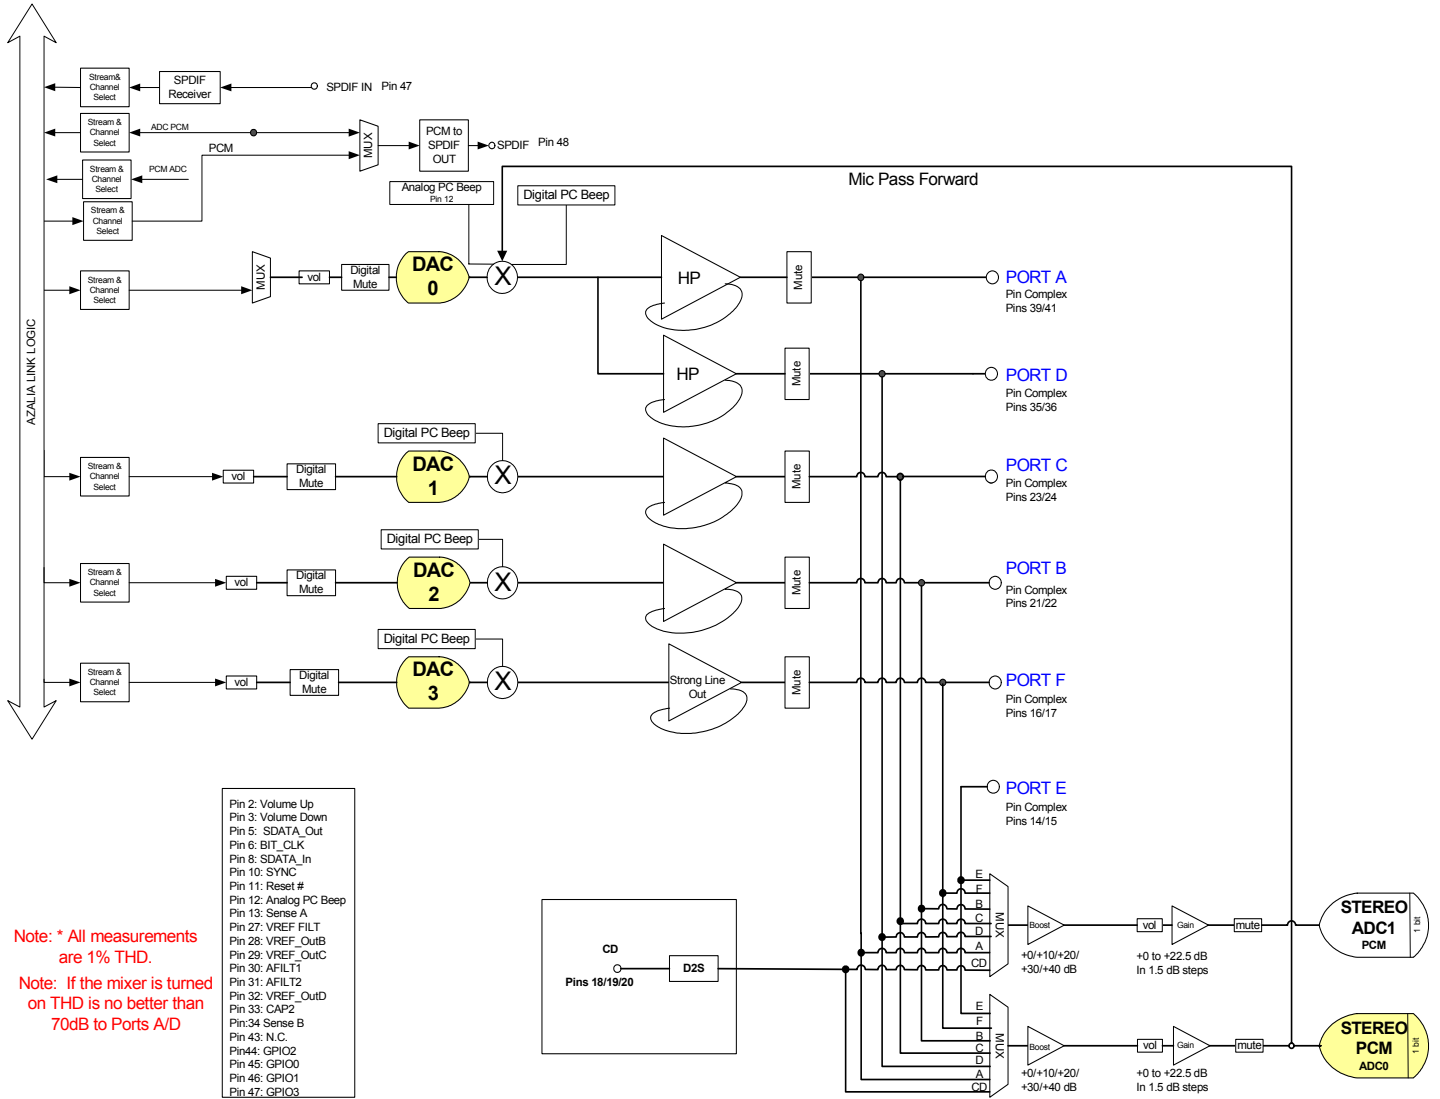 Stream&
Channel
Select
SPDIF
Receiver
SPDIF IN Pin 47
Stream &
Channel
Select
ADC PCM
MUX
PCM to
SPDIF
OUT
SPDIF Pin 48
PCM
Stream &
Channel
Select
PCM ADC
Stream &
Channel
Select
Analog PC Beep
Pin 12
Digital PC Beep
Mic Pass Forward
AZALIA LINK LOGIC
Stream &
Channel
Select
MUX
vol
Digital
Mute
DAC
0
X
HP
Mute
PORT A
Pin Complex
Pins 39/41
HP
Mute
PORT D
Pin Complex
Pins 35/36
Digital PC Beep
Stream &
Channel
Select
vol
Digital
Mute
DAC
1
X
Mute
PORT C
Pin Complex
Pins 23/24
Digital PC Beep
Stream &
Channel
Select
vol
Digital
Mute
DAC
2
X
Mute
PORT B
Pin Complex
Pins 21/22
Digital PC Beep
Stream &
Channel
Select
vol
Digital
Mute
DAC
3
X
Strong Line
Out
Mute
PORT F
Pin Complex
Pins 16/17
PORT E
Pin Complex
Pins 14/15
Pin 2: Volume Up
Pin 3: Volume Down
Pin 5: SDATA_Out
Pin 6: BIT_CLK
Pin 8: SDATA_In
Pin 10: SYNC
Pin 11: Reset #
Pin 12: Analog PC Beep
Pin 13: Sense A
Pin 27: VREF FILT
Pin 28: VREF_OutB
Pin 29: VREF_OutC
Pin 30: AFILT1
Pin 31: AFILT2
Pin 32: VREF_OutD
Pin 33: CAP2
Pin:34 Sense B
Pin 43: N.C.
Pin44: GPIO2
Pin 45: GPIO0
Pin 46: GPIO1
Pin 47: GPIO3
Note: * All measurements
are 1% THD.
Note: If the mixer is turned
on THD is no better than
70dB to Ports A/D
CD
Pins 18/19/20
D2S
E
F
B
C
D
A
CD
MUX
Boost
+0/+10/+20/
+30/+40 dB
vol
Gain
+0 to +22.5 dB
In 1.5 dB steps
mute
STEREO
ADC1
PCM
1 bit
E
F
B
C
D
A
CD
MUX
Boost
+0/+10/+20/
+30/+40 dB
vol
Gain
+0 to +22.5 dB
In 1.5 dB steps
mute
STEREO
PCM
ADC0
1 bit